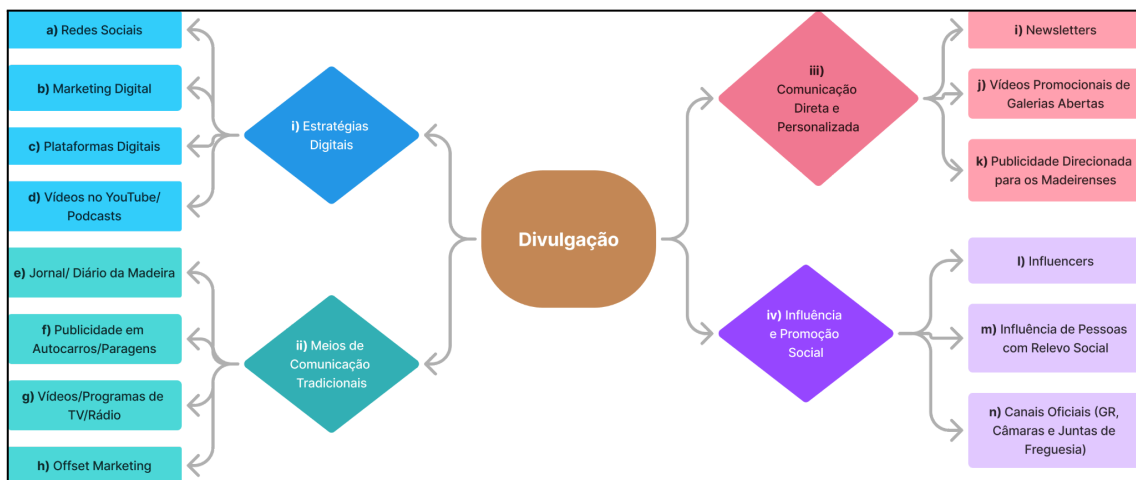 a) Redes Sociais
b) Marketing Digital
c) Plataformas Digitais
d) Vídeos no YouTube/
Podcasts
i) Estratégias
Digitais
e) Jornal/ Diário da Madeira
f) Publicidade em
Autocarros/Paragens
g) Vídeos/Programas de
TV/Rádio
h) Offset Marketing
ii) Meios de
Comunicação
Tradicionais
Divulgação
iii)
Comunicação
Direta e
Personalizada
i) Newsletters
j) Vídeos Promocionais de
Galerias Abertas
k) Publicidade Direcionada
para os Madeirenses
iv) Influência
e Promoção
Social
l) Influencers
m) Influência de Pessoas
com Relevo Social
n) Canais Oficiais (GR,
Câmaras e Juntas de
Freguesia)